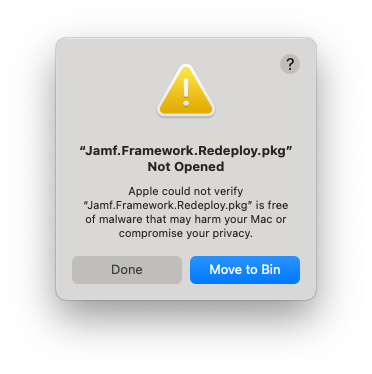 ?
“Jamf.Framework.Redeploy.pkg”
Not Opened
Apple could not verify
“Jamf.Framework.Redeploy.pkg” is free
of malware that may harm your Mac or
compromise your privacy.
Done
Move to Bin